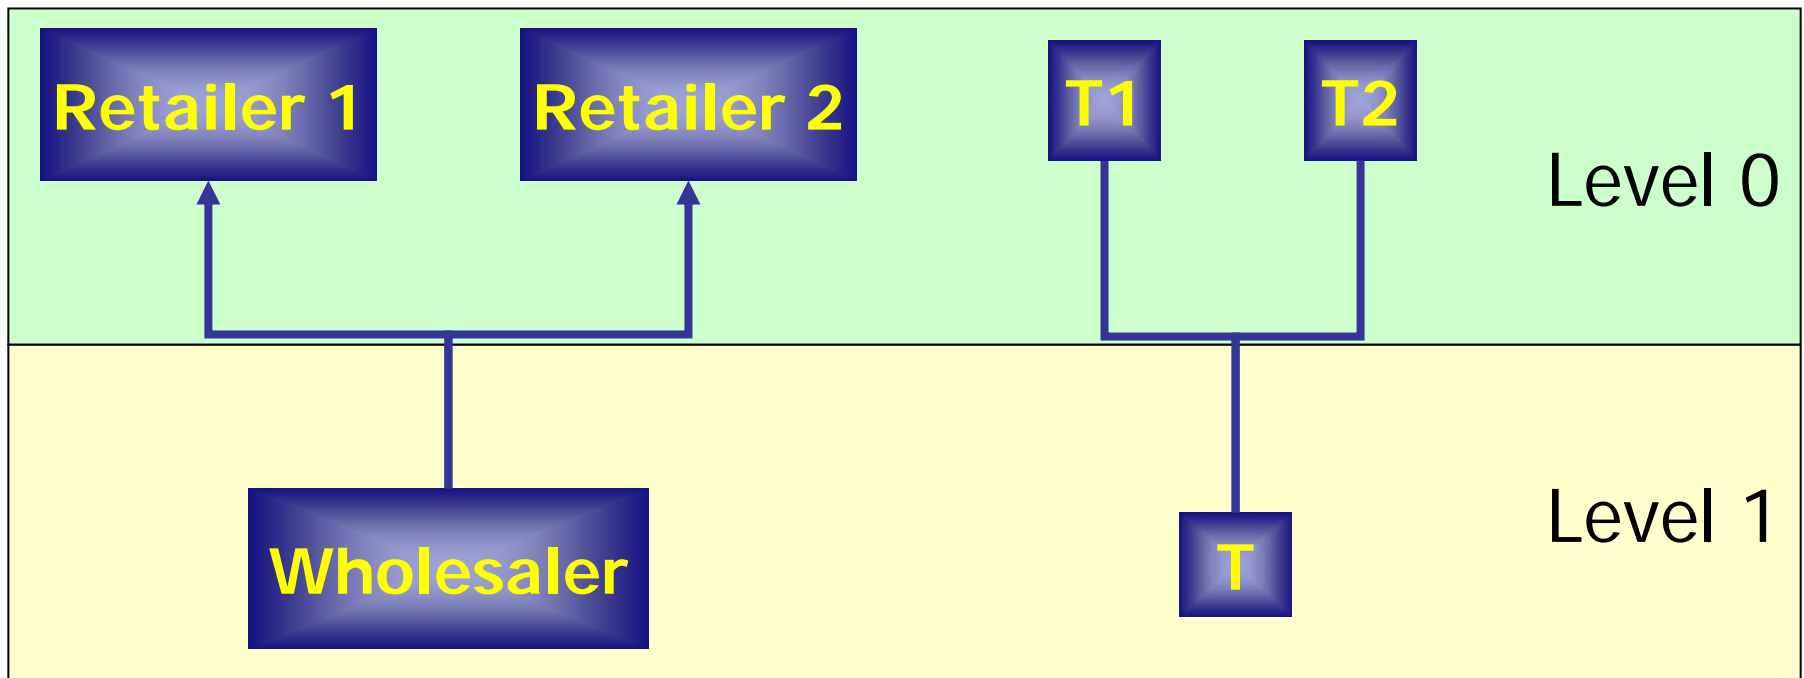 Retailer 1
Retailer 2
T1
T2
Level 0
Level 1
Wholesaler
T